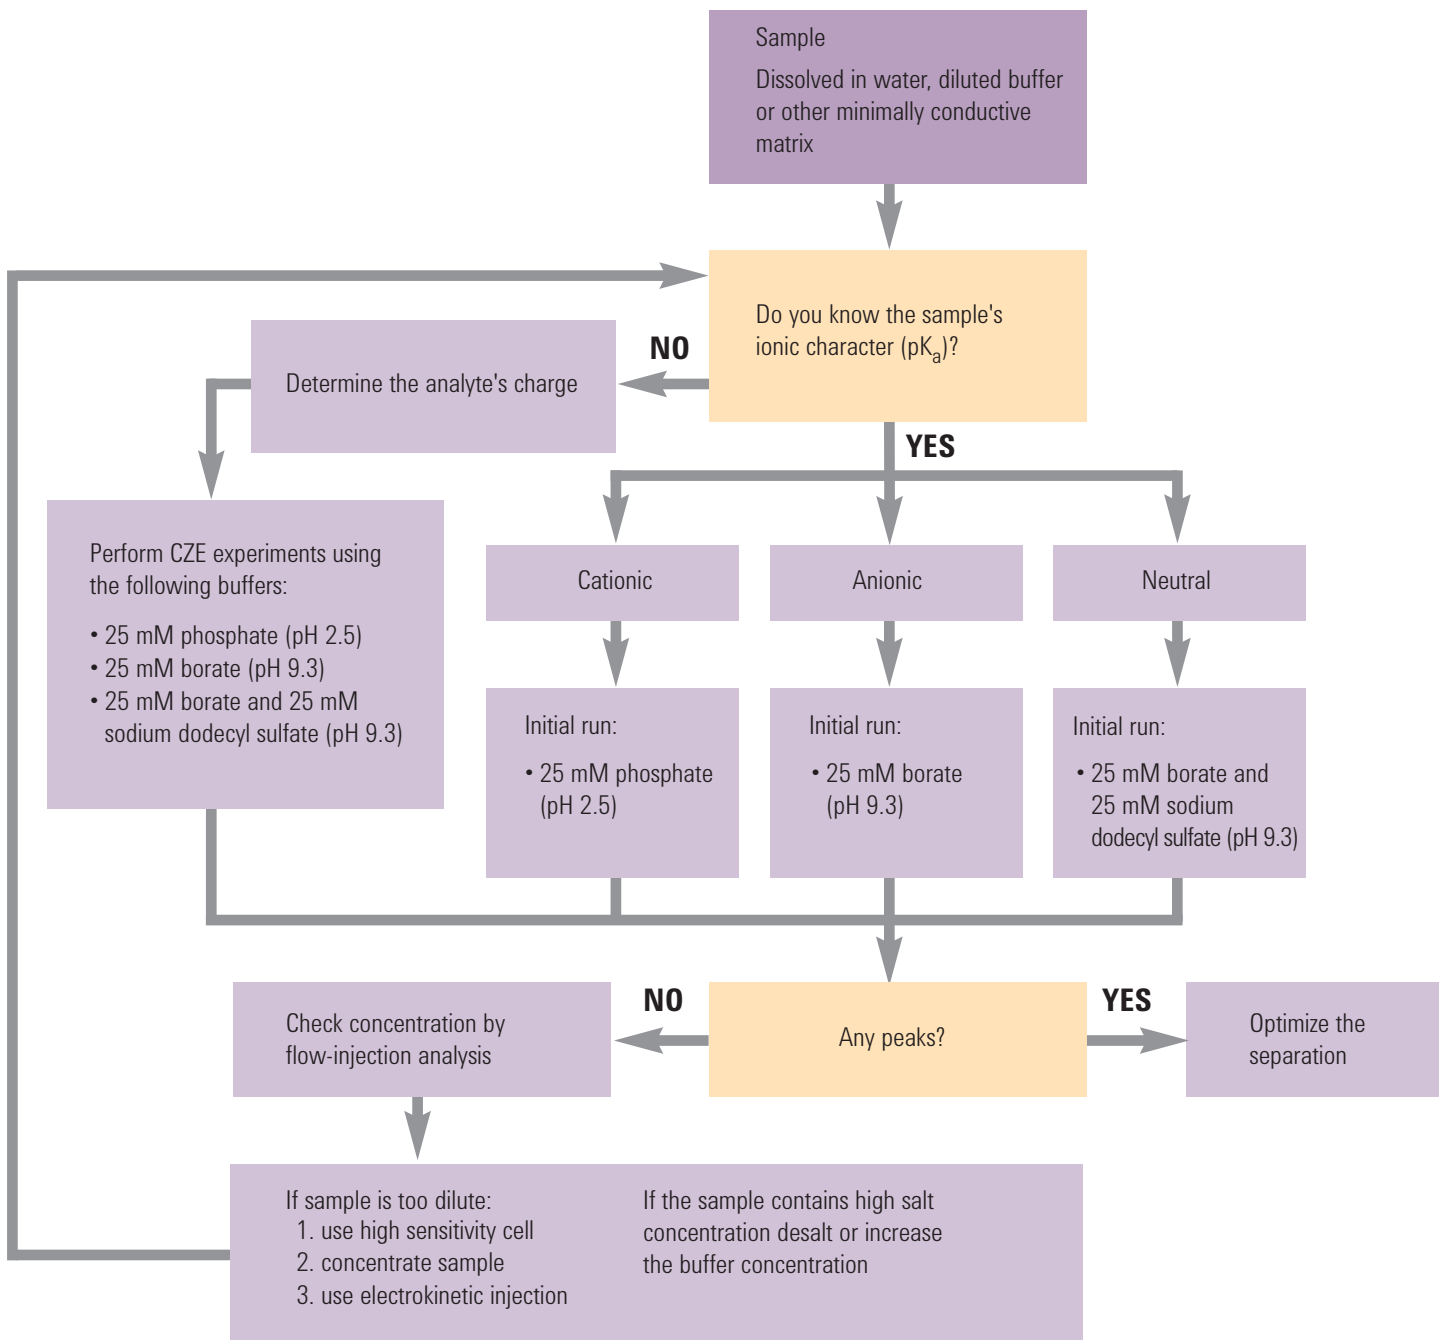 Sample
Dissolved in water, diluted buffer
or other minimally conductive
matrix
Do you know the sample's
ionic character (pKa)?
NO
Determine the analyte's charge
YES
Perform CZE experiments using
the following buffers:
• 25 mM phosphate (pH 2.5)
• 25 mM borate (pH 9.3)
• 25 mM borate and 25 mM
sodium dodecyl sulfate (pH 9.3)
Cationic
Anionic
Neutral
Initial run:
• 25 mM phosphate
(pH 2.5)
Initial run:
• 25 mM borate
(pH 9.3)
Initial run:
• 25 mM borate and
25 mM sodium
dodecyl sulfate (pH 9.3)
Any peaks?
NO
Check concentration by
flow-injection analysis
YES
Optimize the
separation
If sample is too dilute:
1. use high sensitivity cell
2. concentrate sample
3. use electrokinetic injection
If the sample contains high salt
concentration desalt or increase
the buffer concentration